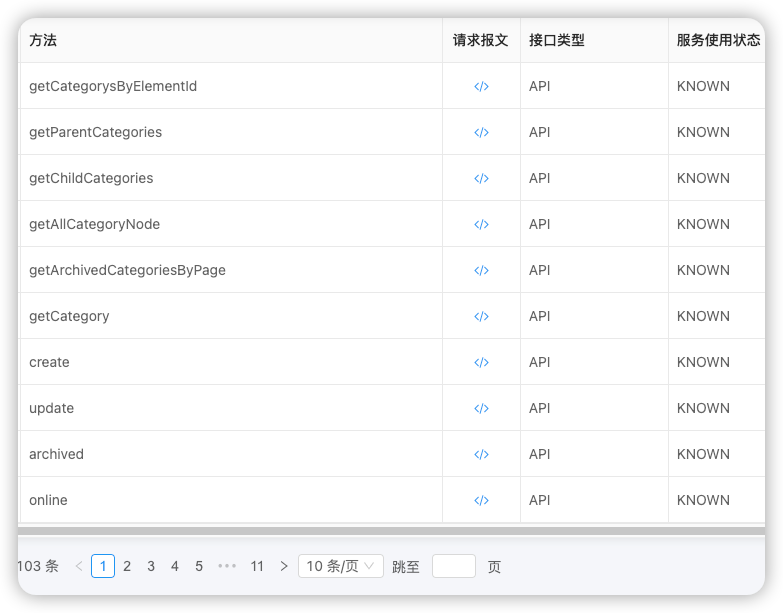 方法 请求报文 接口类型 服务使用状态
getCategorysByElementId </> API KNOWN
getParentCategories </> API KNOWN
getChildCategories </> API KNOWN
getAllCategoryNode </> API KNOWN
getArchivedCategoriesByPage </> API KNOWN
getCategory </> API KNOWN
create </> API KNOWN
update </> API KNOWN
archived </> API KNOWN
online </> API KNOWN
103 条 < 1 2 3 4 5 ••• 11 > 10 条/页 跳至 页